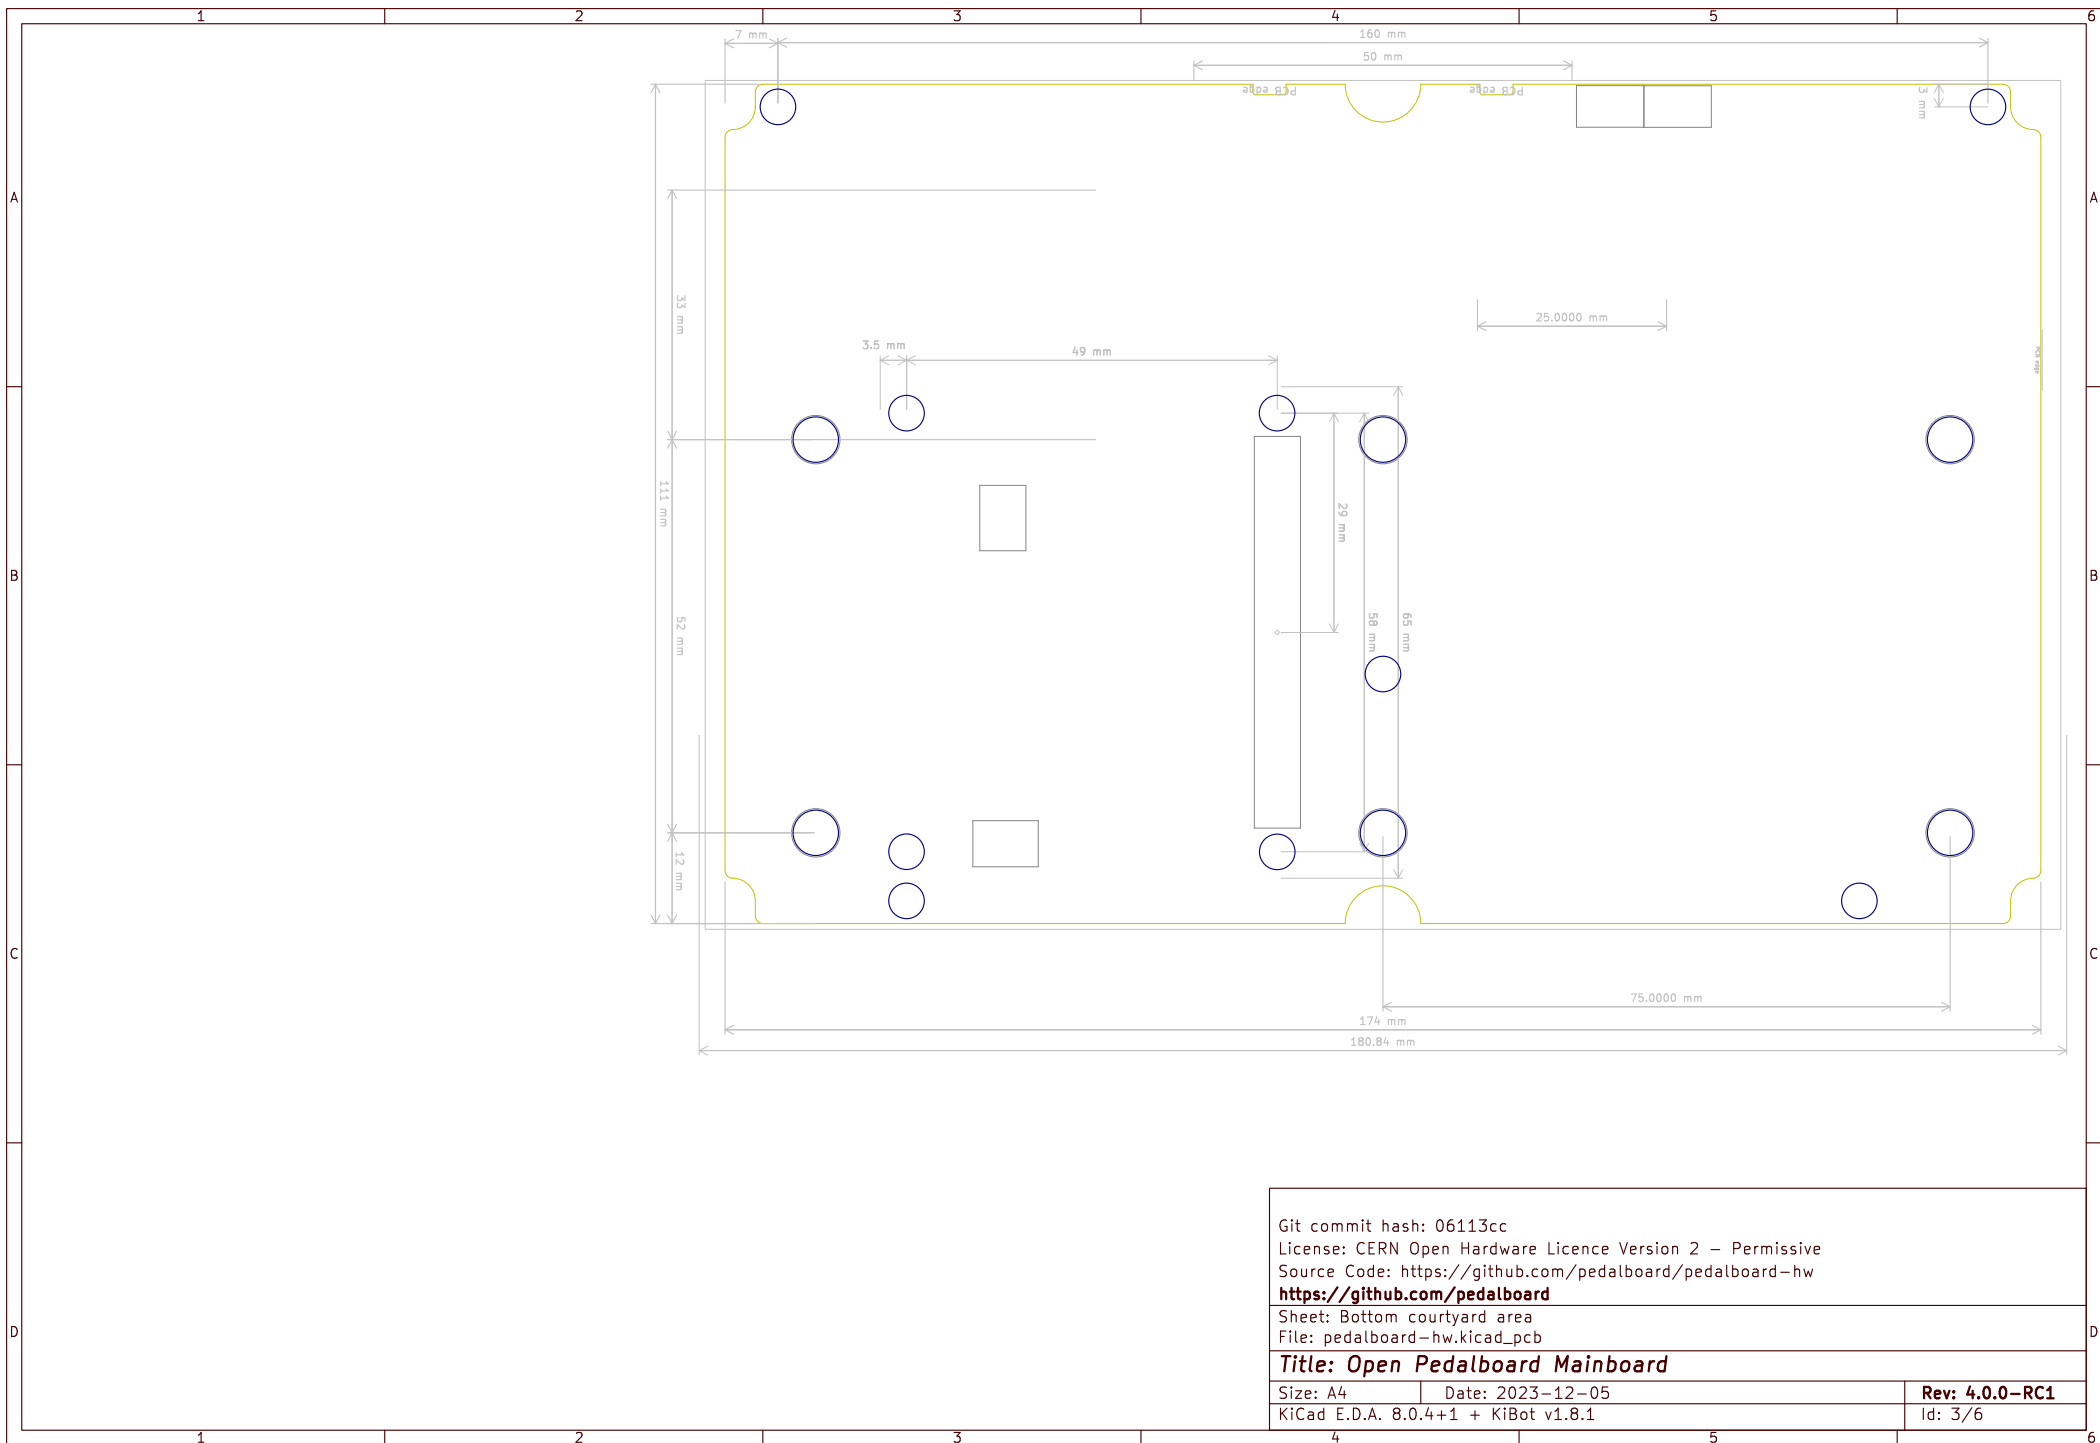 1 2 3 4 5 6
7 mm
160 mm
50 mm
PCB edge
PCB edge
3 mm
A
A
33 mm
25.0000 mm
3.5 mm
49 mm
PCB edge
111 mm
29 mm
B
B
52 mm
58 mm
65 mm
12 mm
C
C
75.0000 mm
174 mm
180.84 mm
Git commit hash: 06113cc
License: CERN Open Hardware Licence Version 2 - Permissive
Source Code: https://github.com/pedalboard/pedalboard-hw
https://github.com/pedalboard
Sheet: Bottom courtyard area
File: pedalboard-hw.kicad_pcb
D
D
Title: Open Pedalboard Mainboard
Size: A4
Date: 2023-12-05
Rev: 4.0.0-RC1
KiCad E.D.A. 8.0.4+1 + KiBot v1.8.1
Id: 3/6
1 2 3 4 5 6